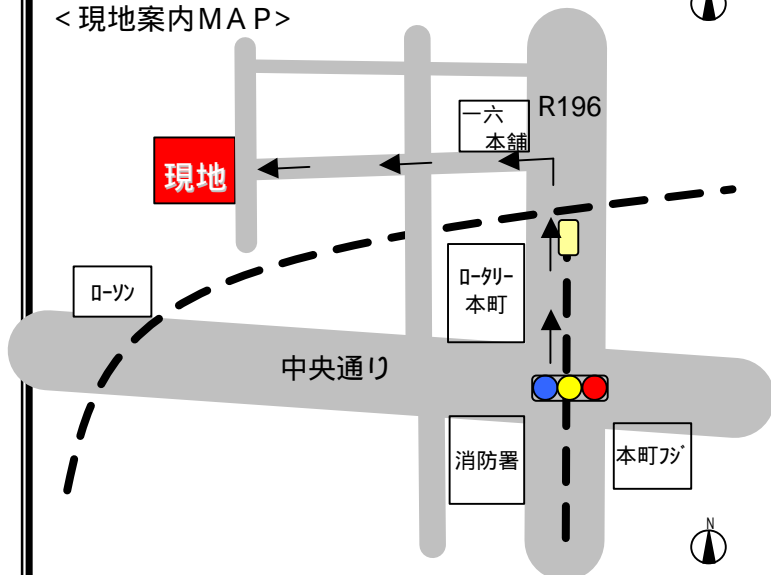 <現地案内MAP>
一六
本舗
R196
現地
ﾛｰﾀﾘｰ
本町
ﾛｰｿﾝ
中央通り
消防署
本町ﾌｼﾞ
N